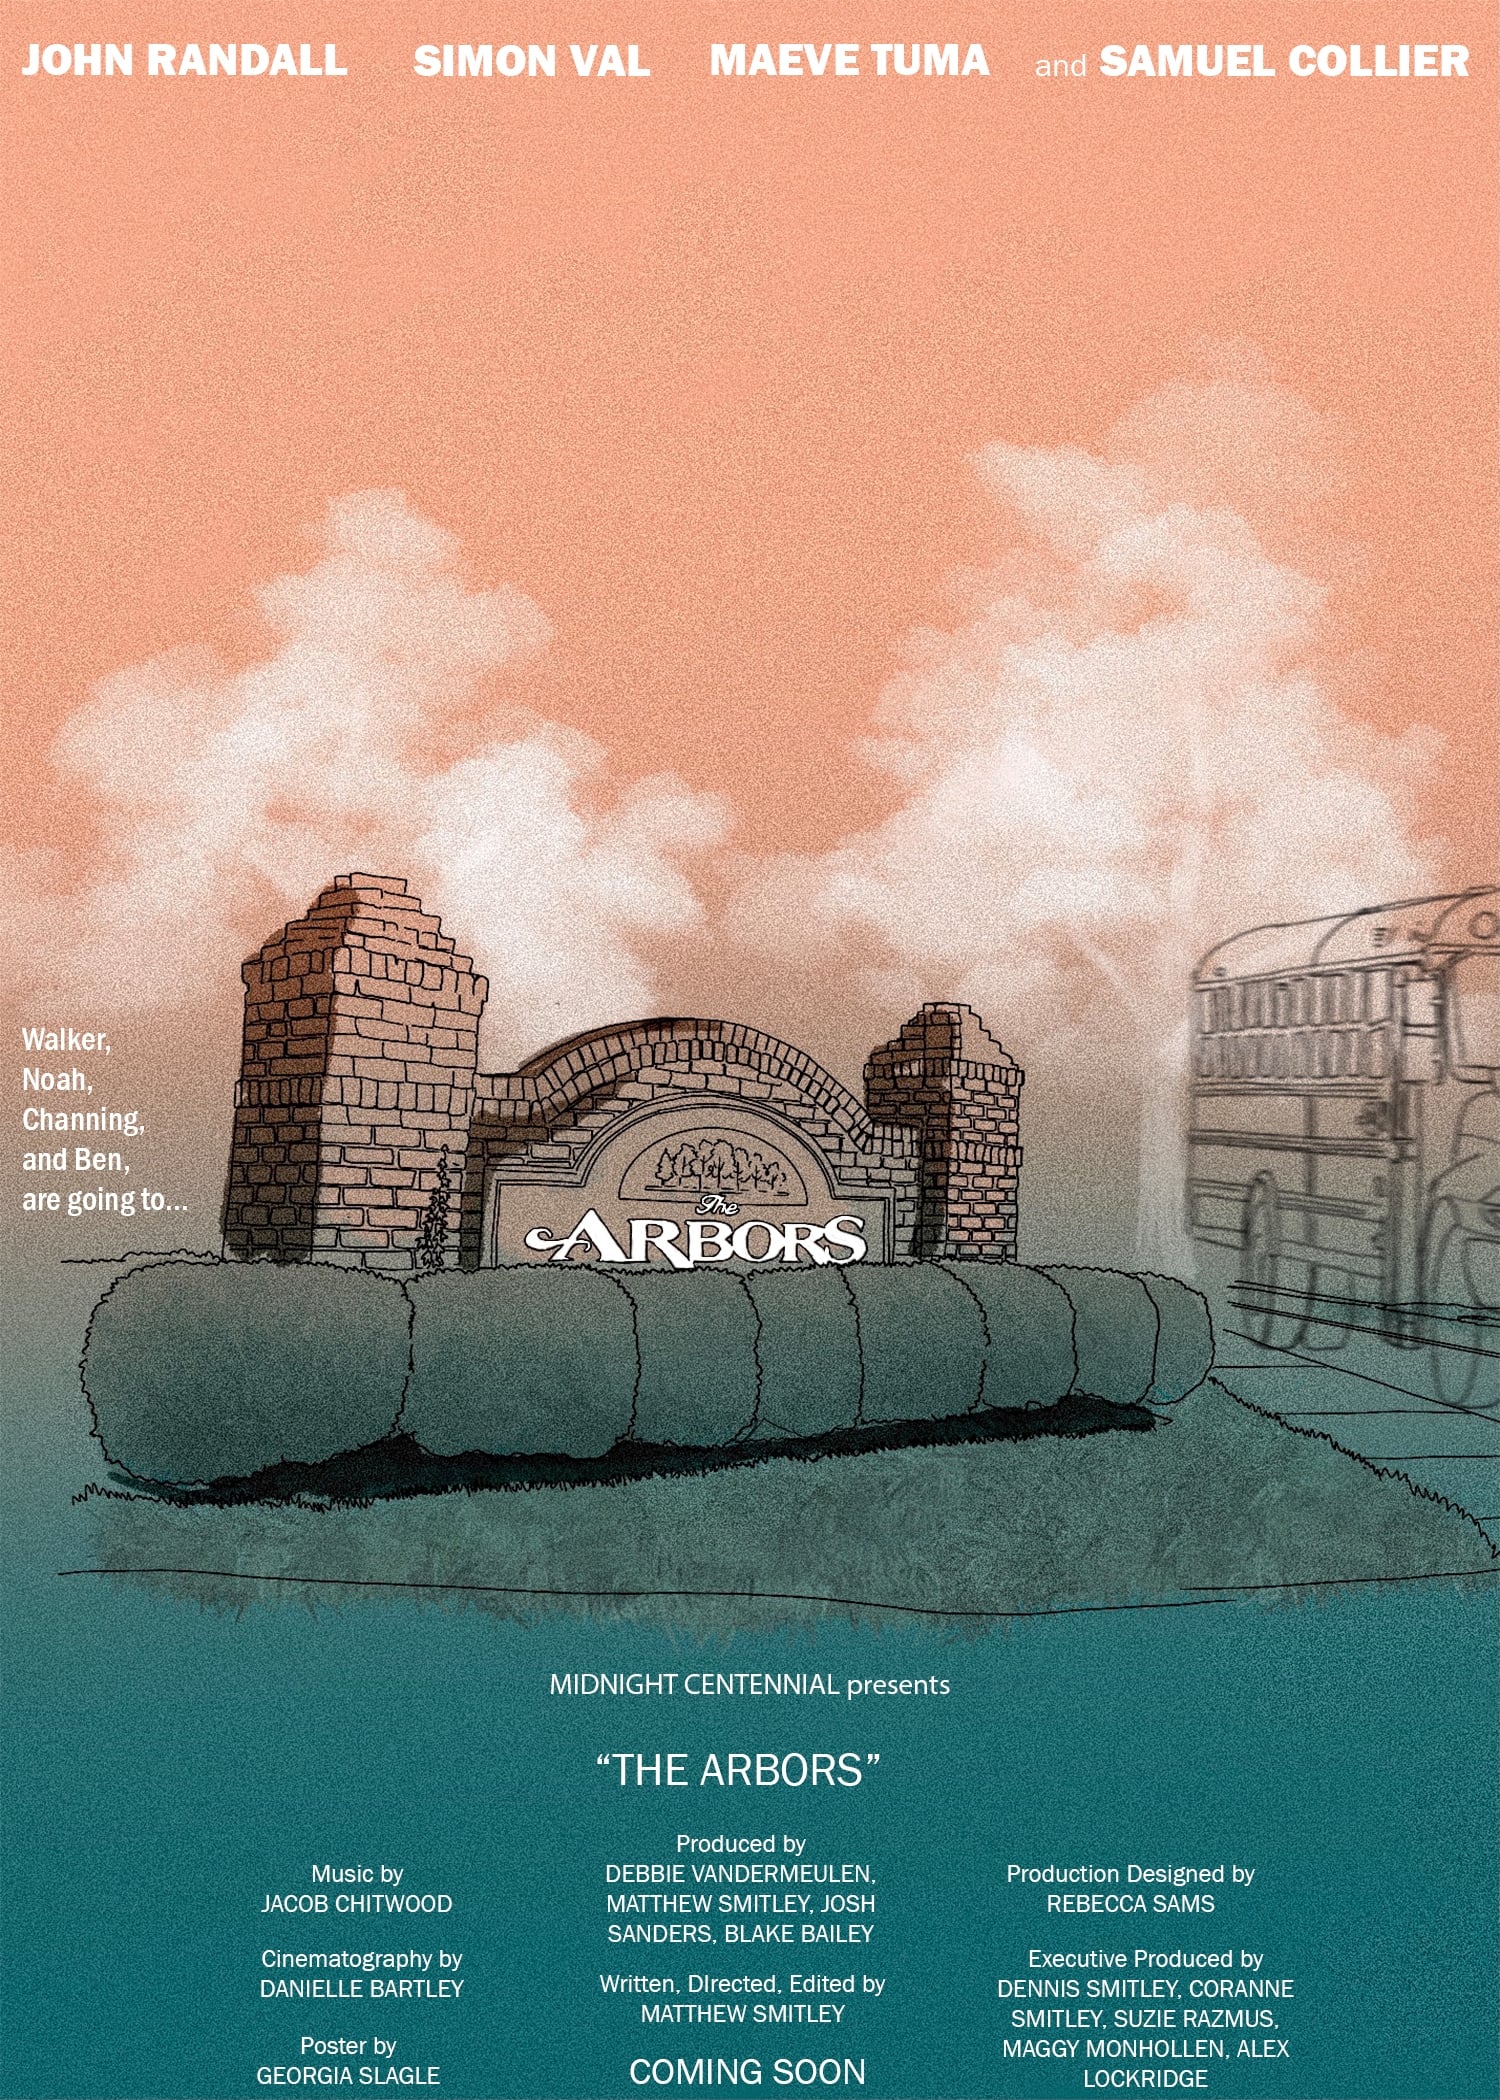 JOHN RANDALL SIMON VAL MAEVE TUMA and SAMUEL COLLIER
Walker,
Noah,
Channing,
and Ben,
are going to...
The
ARBORS
MIDNIGHT CENTENNIAL presents
“THE ARBORS”
Music by
JACOB CHITWOOD
Cinematography by
DANIELLE BARTLEY
Poster by
GEORGIA SLAGLE
Produced by
DEBBIE VANDERMEULEN,
MATTHEW SMITLEY, JOSH
SANDERS, BLAKE BAILEY
Written, DIrected, Edited by
MATTHEW SMITLEY
COMING SOON
Production Designed by
REBECCA SAMS
Executive Produced by
DENNIS SMITLEY, CORANNE
SMITLEY, SUZIE RAZMUS,
MAGGY MONHOLLEN, ALEX
LOCKRIDGE